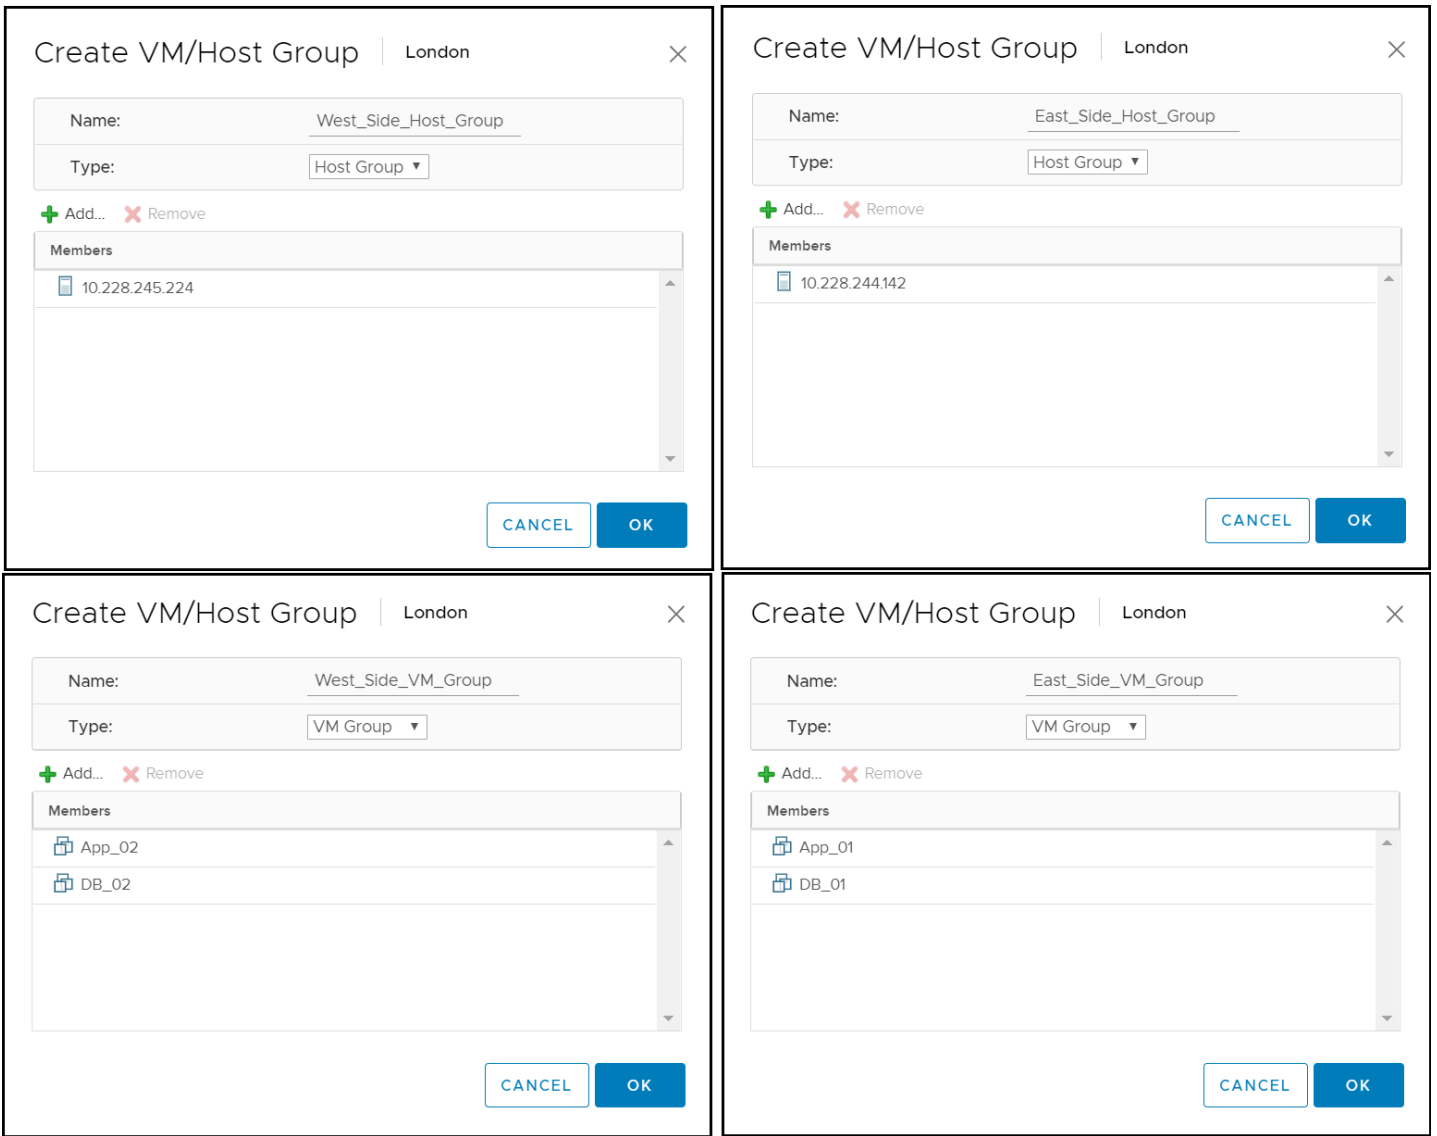 Create VM/Host Group London
Name: West_Side_Host_Group
Type: Host Group
Add... Remove
Members
10.228.245.224
CANCEL OK
Create VM/Host Group London
Name: East_Side_Host_Group
Type: Host Group
Add... Remove
Members
10.228.244.142
CANCEL OK
Create VM/Host Group London
Name: West_Side_VM_Group
Type: VM Group
Add... Remove
Members
App_02
DB_02
CANCEL OK
Create VM/Host Group London
Name: East_Side_VM_Group
Type: VM Group
Add... Remove
Members
App_01
DB_01
CANCEL OK